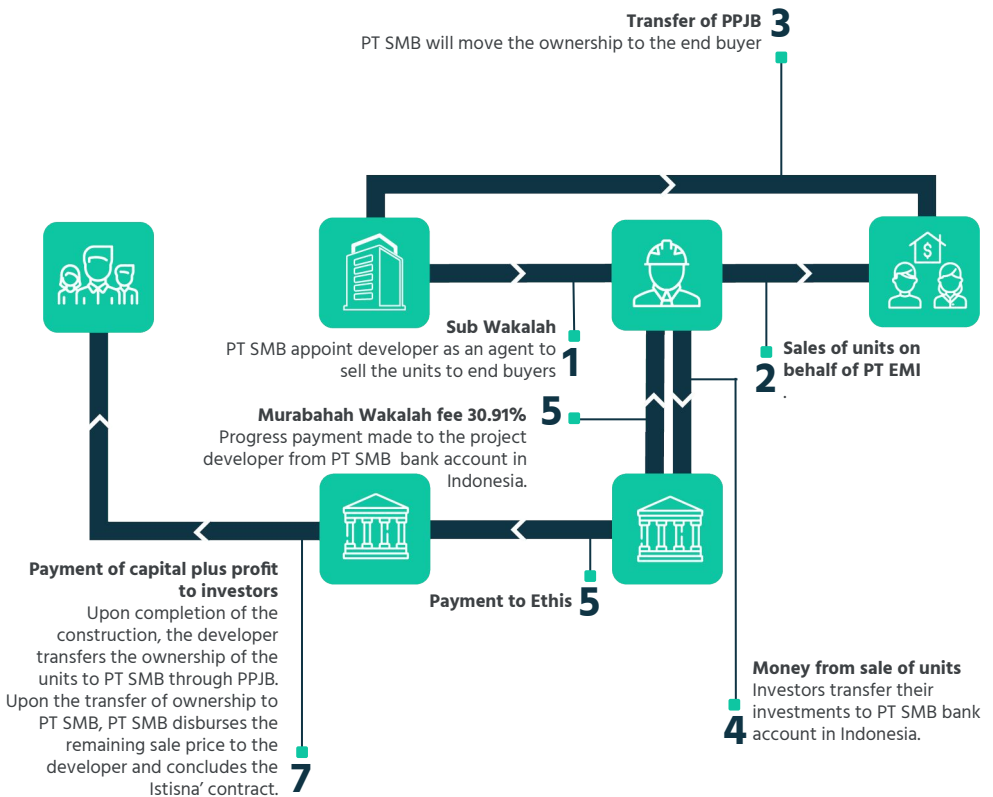 Transfer of PPJB
PT SMB will move the ownership to the end buyer
3
Sub Wakalah
PT SMB appoint developer as an agent to
sell the units to end buyers
1
Sales of units on
behalf of PT EMI
.
2
Murabahah Wakalah fee 30.91%
Progress payment made to the project
developer from PT SMB bank account in
Indonesia.
5
Payment to Ethis
5
Payment of capital plus profit
to investors
Upon completion of the
construction, the developer
transfers the ownership of the
units to PT SMB through PPJB.
Upon the transfer of ownership to
PT SMB, PT SMB disburses the
remaining sale price to the
developer and concludes the
Istisna’ contract.
7
Money from sale of units
Investors transfer their
investments to PT SMB bank
account in Indonesia.
4
$